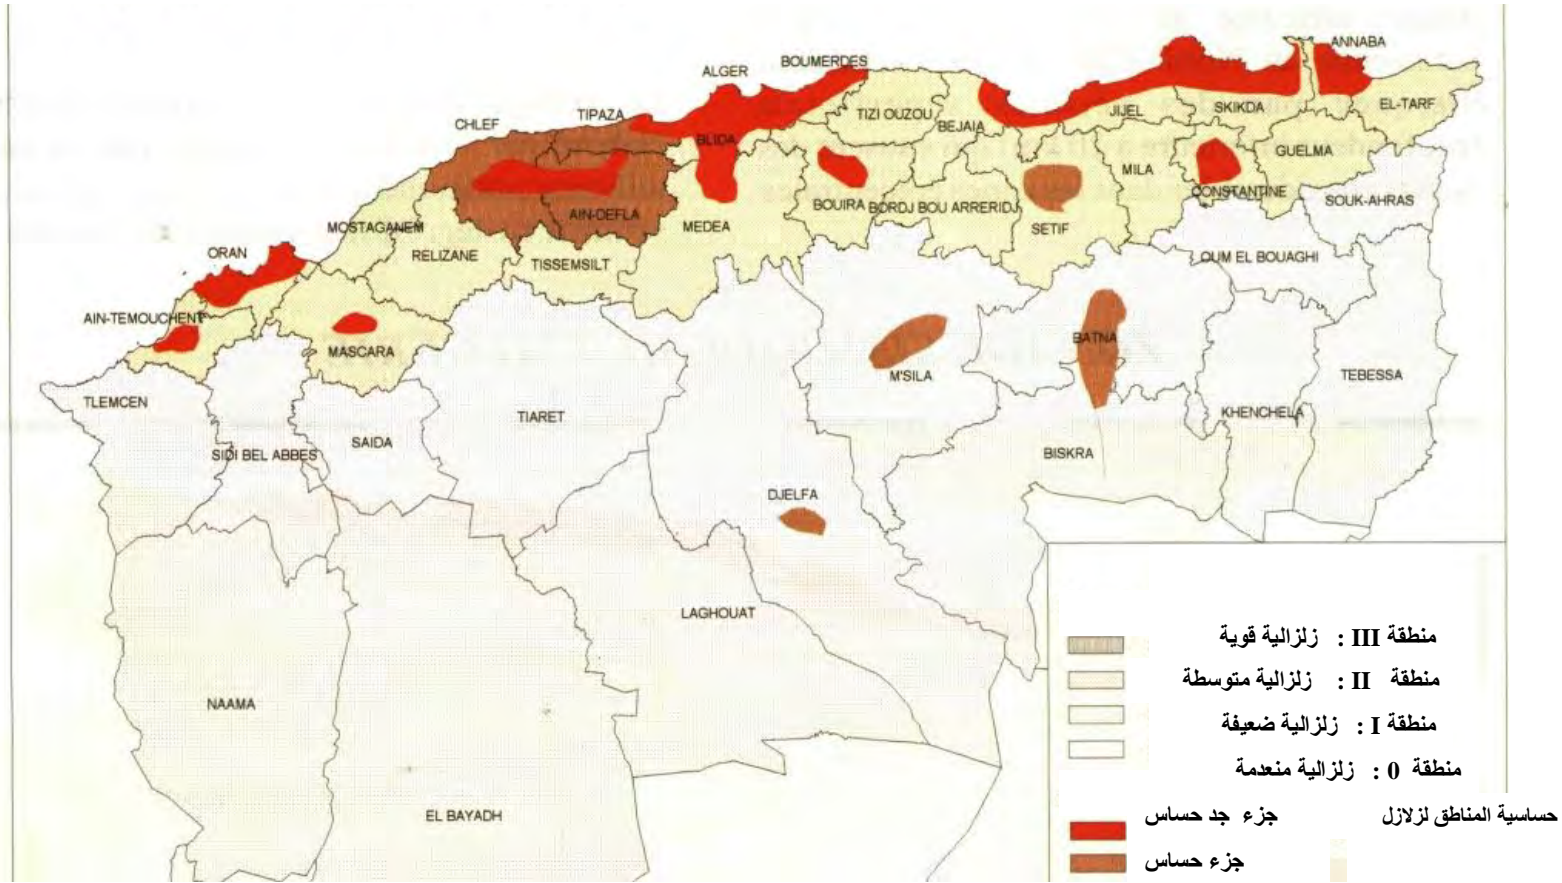 ANNABA
BOUMERDES
ALGER
EL-TARF
SKIKDA
JIJEL
TIZI OUZOU
TIPAZA
CHLEF
BEJAIA
BLIDA
GUELMA
MILA
CONSTANTINE
SOUK-AHRAS
BOUIRA
BORDJ BOU ARRERIDJ
AIN-DEFLA
MEDEA
SETIF
MOSTAGANEM
ORAN
RELIZANE
TISSEMSILT
OUM EL BOUAGHI
AIN-TEMOUCHENT
MASCARA
BATNA
M'SILA
TEBESSA
TLEMCEN
TIARET
KHENCHELA
SAIDA
SIDI BEL ABBES
BISKRA
DJELFA
LAGHOUAT
NAAMA
EL BAYADH
منطقة III : زلزالية قوية
منطقة II : زلزالية متوسطة
منطقة I : زلزالية ضعيفة
منطقة 0 : زلزالية منعدمة
حساسية المناطق لزلازل
جزء جد حساس
جزء حساس